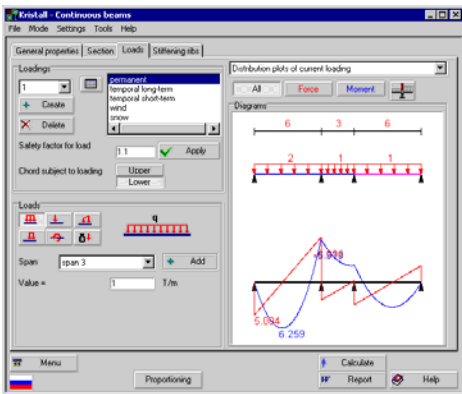 Kristall - Continuous beams
File Mode Settings Tools Help
General properties Section Loads Stiffening ribs
Loadings
1
Create
Delete
permanent
temporal long-term
temporal short-term
wind
snow
Safety factor for load 1.1 Apply
Chord subject to loading Upper
Lower
Loads
q
Span span 3 Add
Value = 1 T/m
Distribution plots of current loading
All Force Moment
Diagrams
6 3 6
2 1 1
5.094
6.259
Menu Calculate
Proportioning Report Help